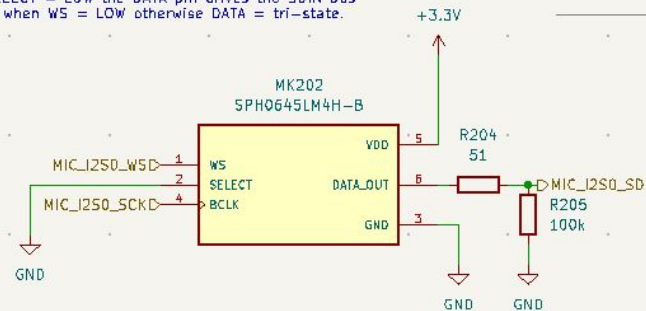 when WS = LOW otherwise DATA = tri-state.
+3.3V
MK202
SPH0645LM4H-B
VDD 5
R204
51
MIC_I2S0_WS 1 WS
2 SELECT
DATA_OUT 6
MIC_I2S0_SD
MIC_I2S0_SCK 4 BCLK
R205
100k
GND 3
GND
GND
GND